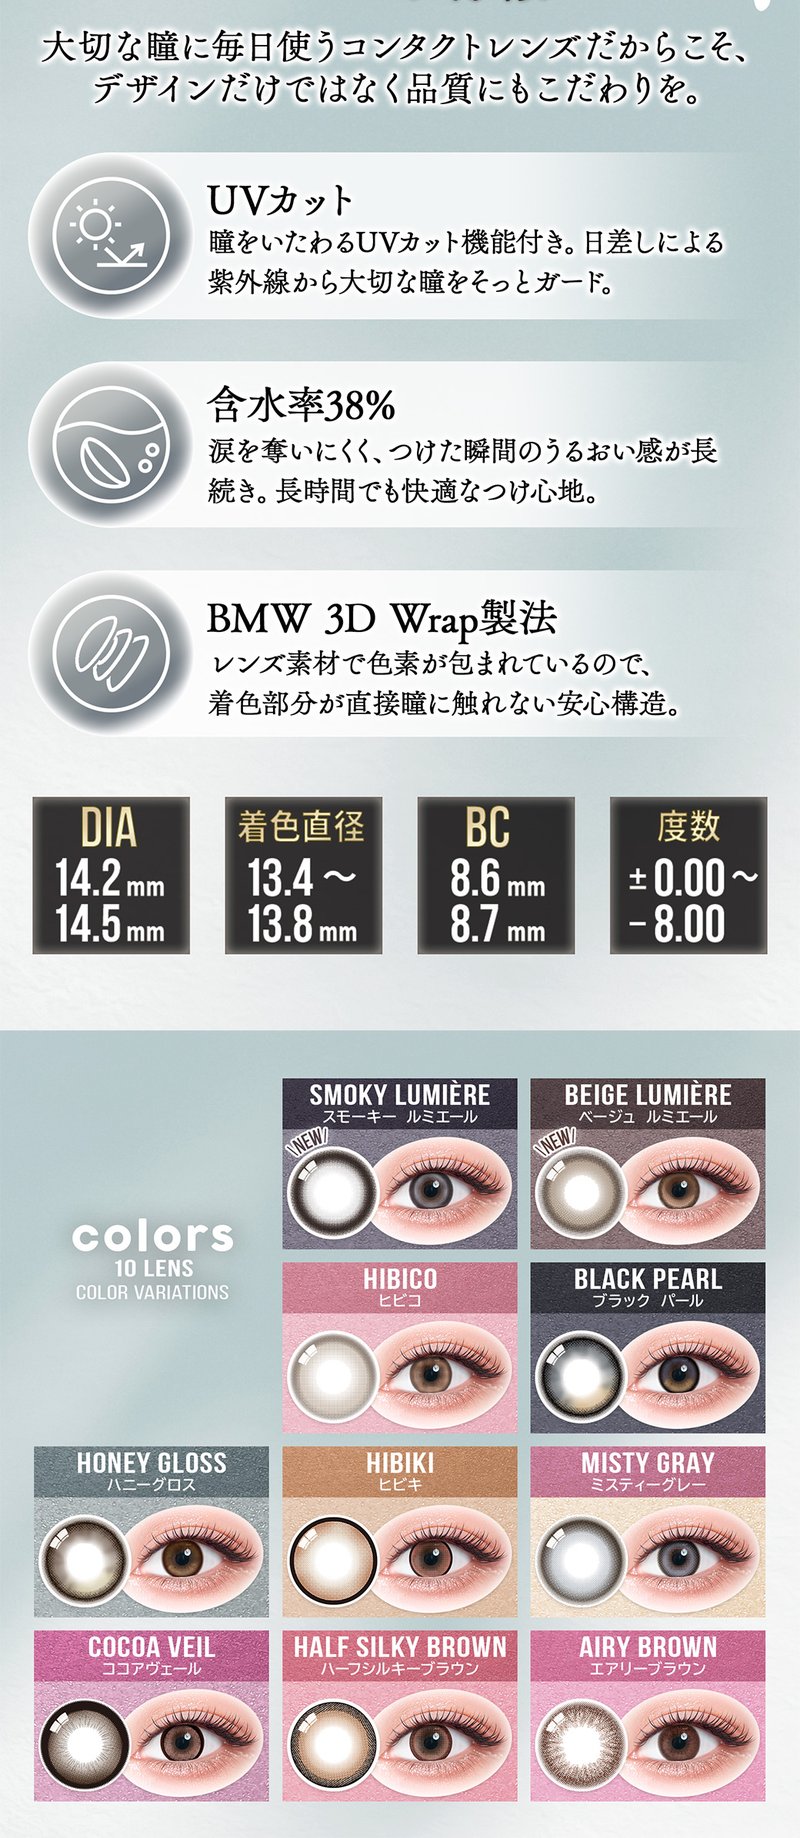 大切な瞳に毎日使うコンタクトレンズだからこそ、
デザインだけではなく品質にもこだわりを。
UVカット
瞳をいたわるUVカット機能付き。日差しによる
紫外線から大切な瞳をそっとガード。
含水率38%
涙を奪いにくく、つけた瞬間のうるおい感が長
続き。長時間でも快適なつけ心地。
BMW 3D Wrap製法
レンズ素材で色素が包まれているので、
着色部分が直接瞳に触れない安心構造。
DIA
14.2 mm
14.5 mm
着色直径
13.4 〜
13.8 mm
BC
8.6 mm
8.7 mm
度数
±0.00〜
−8.00
colors
10 LENS
COLOR VARIATIONS
SMOKY LUMIÈRE
スモーキー ルミエール
NEW
BEIGE LUMIÈRE
ベージュ ルミエール
NEW
HIBICO
ヒビコ
BLACK PEARL
ブラック パール
HONEY GLOSS
ハニーグロス
HIBIKI
ヒビキ
MISTY GRAY
ミスティーグレー
COCOA VEIL
ココアヴェール
HALF SILKY BROWN
ハーフシルキーブラウン
AIRY BROWN
エアリーブラウン